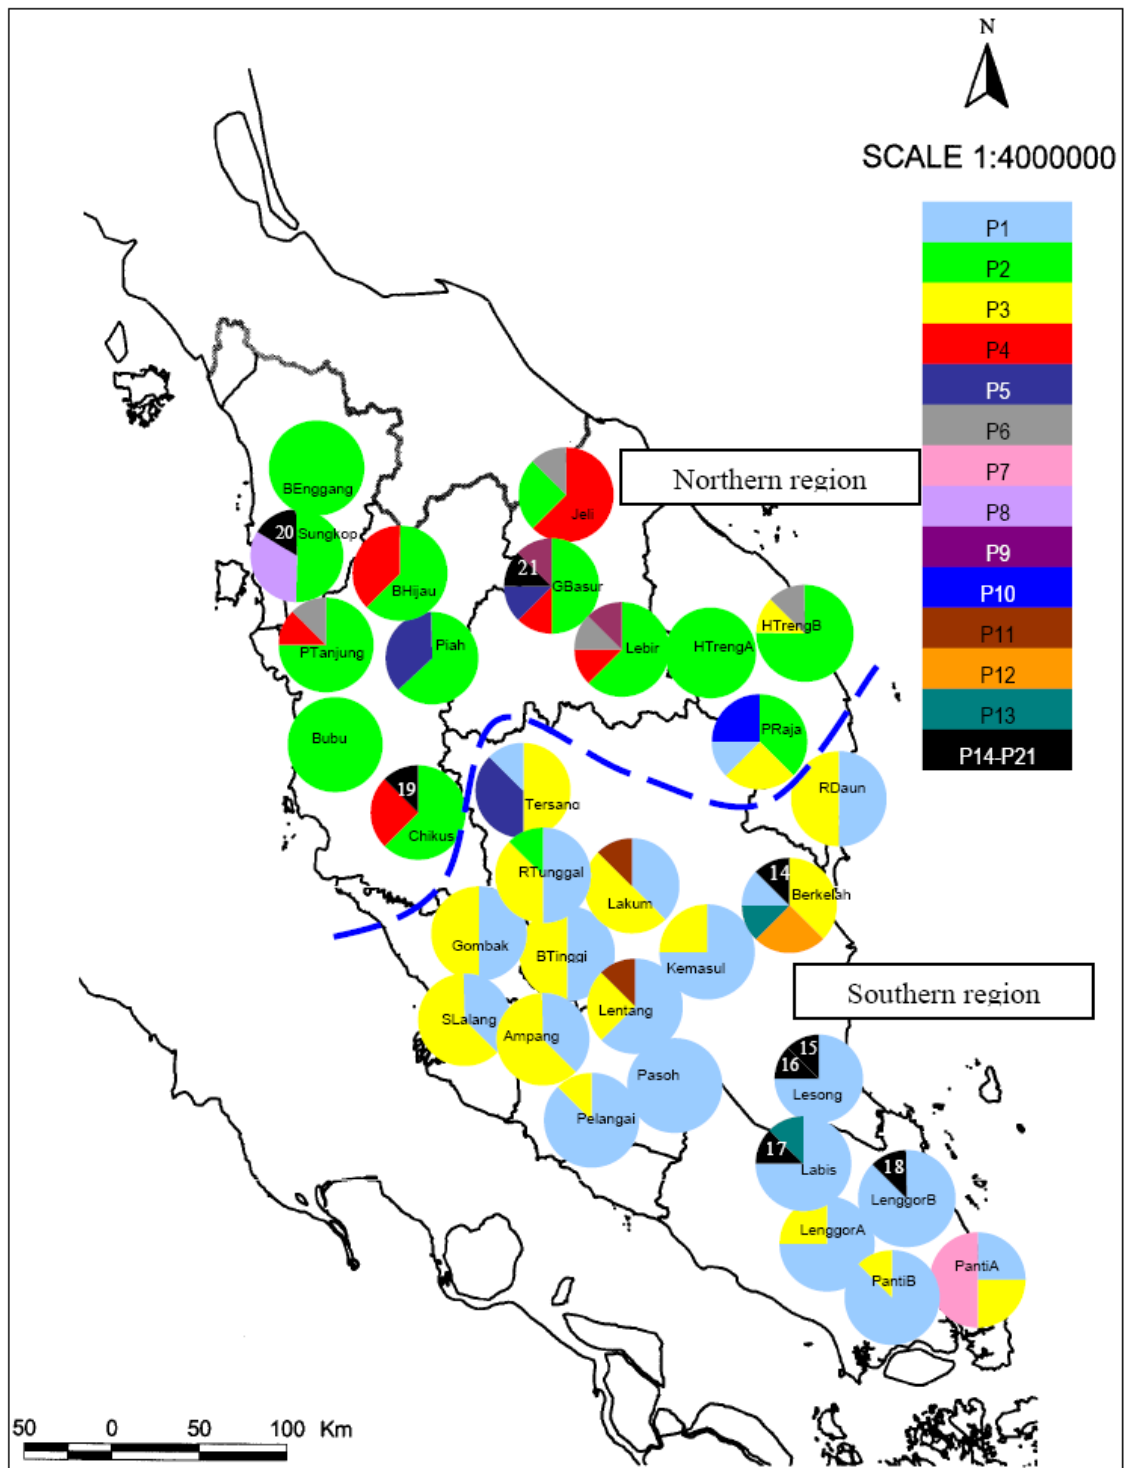 N
SCALE 1:4000000
P1
P2
P3
P4
P5
P6
P7
P8
P9
P10
P11
P12
P13
P14-P21
Northern region
BEnggang
Jeli
20
Sungkop
BHijau
21
GBasur
PTanjung
Piah
Lebir
HTrengA
HTrengB
Bubu
PRaja
19
Chikus
Tersang
RDaun
RTunggal
Lakum
14
Berkelah
Gombak
BTinggi
Kemasul
Southern region
SLalang
Ampang
Lentang
Pasoh
15
16
Lesong
Pelangai
17
Labis
18
LenggorB
LenggorA
PantiA
PantiB
50 0 50 100 Km